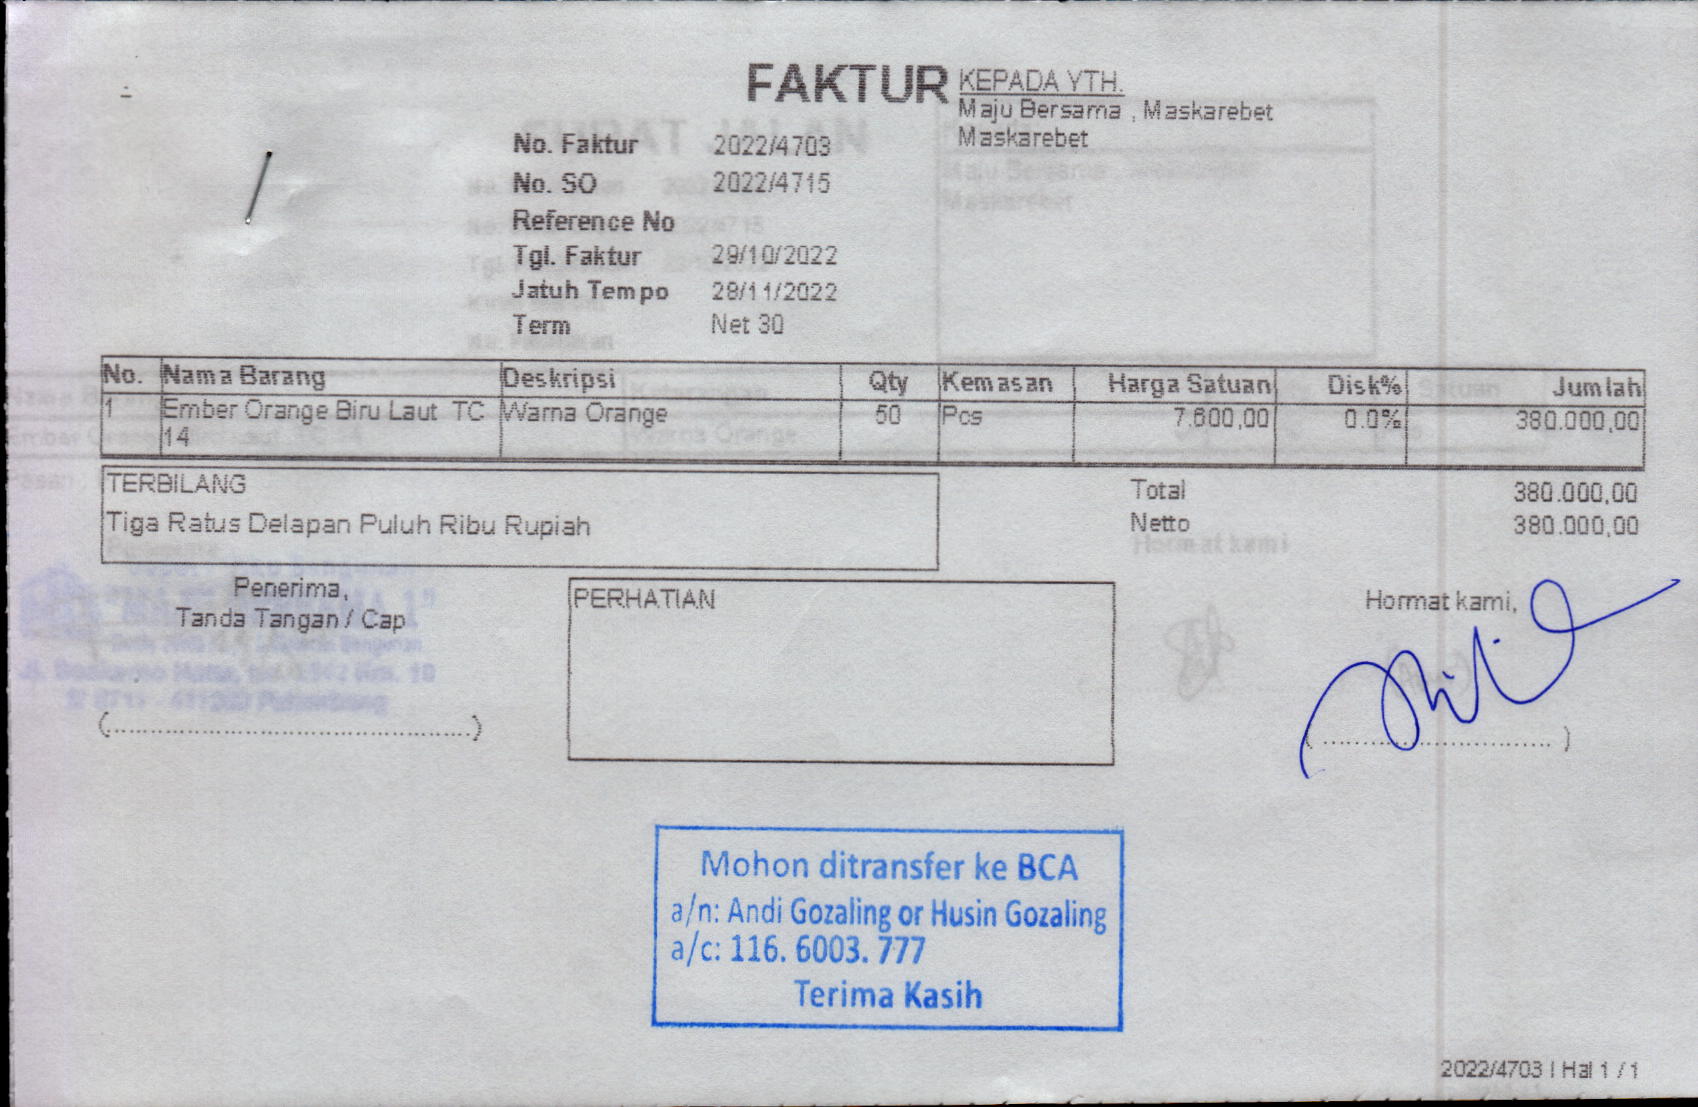 FAKTUR
KEPADA YTH.
Maju Bersama , Maskarebet
Maskarebet
No. Faktur 2022/4703
No. SO 2022/4715
Reference No
Tgl. Faktur 29/10/2022
Jatuh Tempo 28/11/2022
Term Net 30
No. Nama Barang Deskripsi Qty Kemasan Harga Satuan Disk% Jumlah
1 Ember Orange Biru Laut TC Warna Orange 50 Pcs 7.600,00 0.0% 380.000,00
14
TERBILANG
Tiga Ratus Delapan Puluh Ribu Rupiah
Total 380.000,00
Netto 380.000,00
Penerima,
Tanda Tangan / Cap
PERHATIAN
Hormat kami,
(..................................................)
( ................................ )
Mohon ditransfer ke BCA
a/n: Andi Gozaling or Husin Gozaling
a/c: 116. 6003. 777
Terima Kasih
2022/4703 | Hal 1 / 1